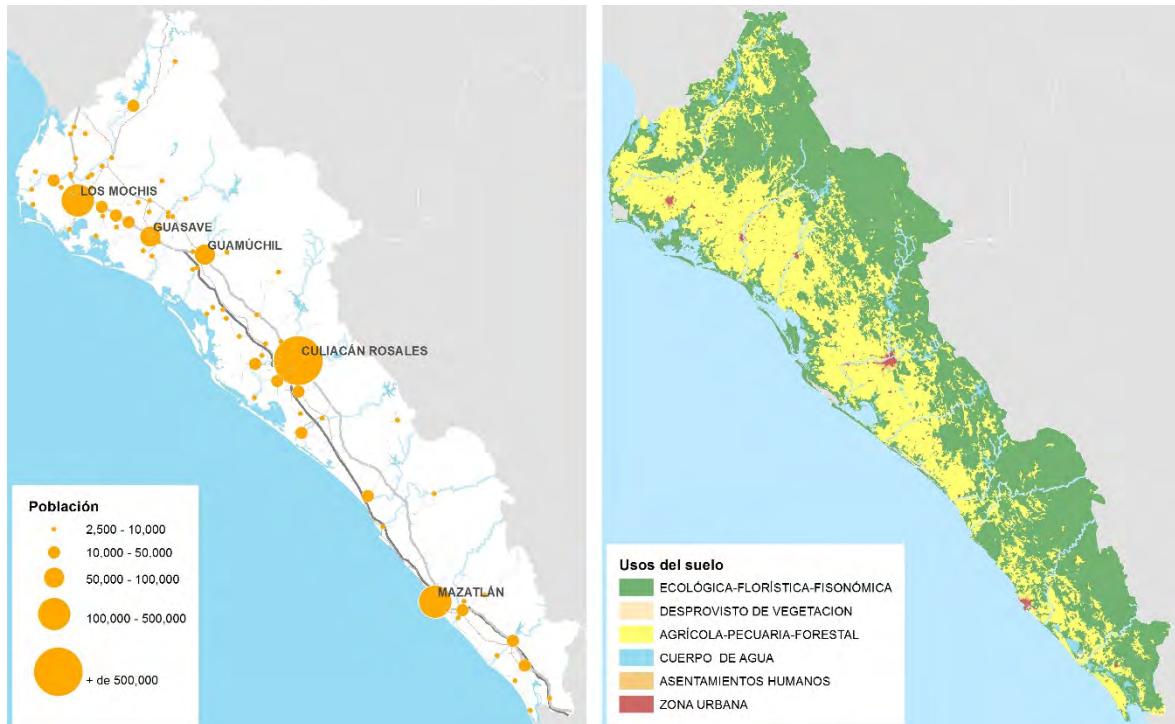 LOS MOCHIS
GUASAVE
GUAMÚCHIL
CULIACÁN ROSALES
MAZATLÁN
Población
2,500 - 10,000
10,000 - 50,000
50,000 - 100,000
100,000 - 500,000
+ de 500,000
Usos del suelo
ECOLÓGICA-FLORÍSTICA-FISONÓMICA
DESPROVISTO DE VEGETACION
AGRÍCOLA-PECUARIA-FORESTAL
CUERPO DE AGUA
ASENTAMIENTOS HUMANOS
ZONA URBANA